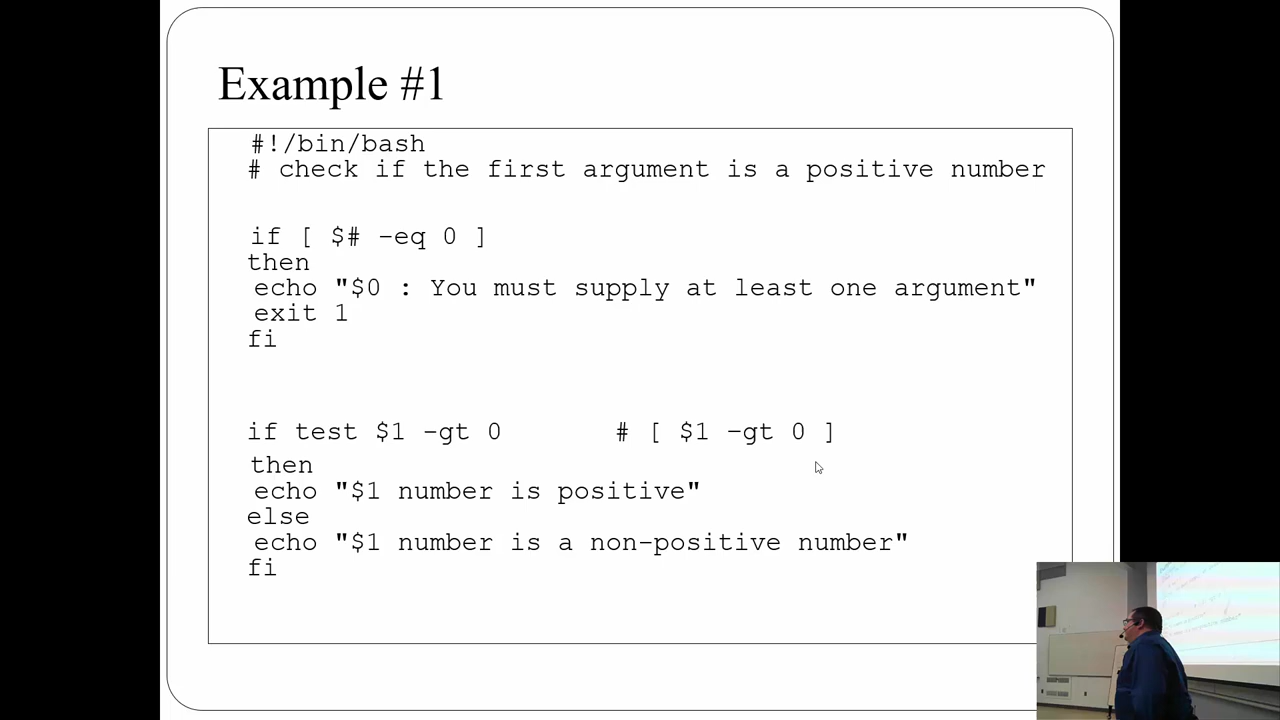 Example #1
#!/bin/bash
# check if the first argument is a positive number
if [ $# -eq 0 ]
then
echo "$0 : You must supply at least one argument"
exit 1
fi
if test $1 -gt 0 # [ $1 -gt 0 ]
then
echo "$1 number is positive"
else
echo "$1 number is a non-positive number"
fi